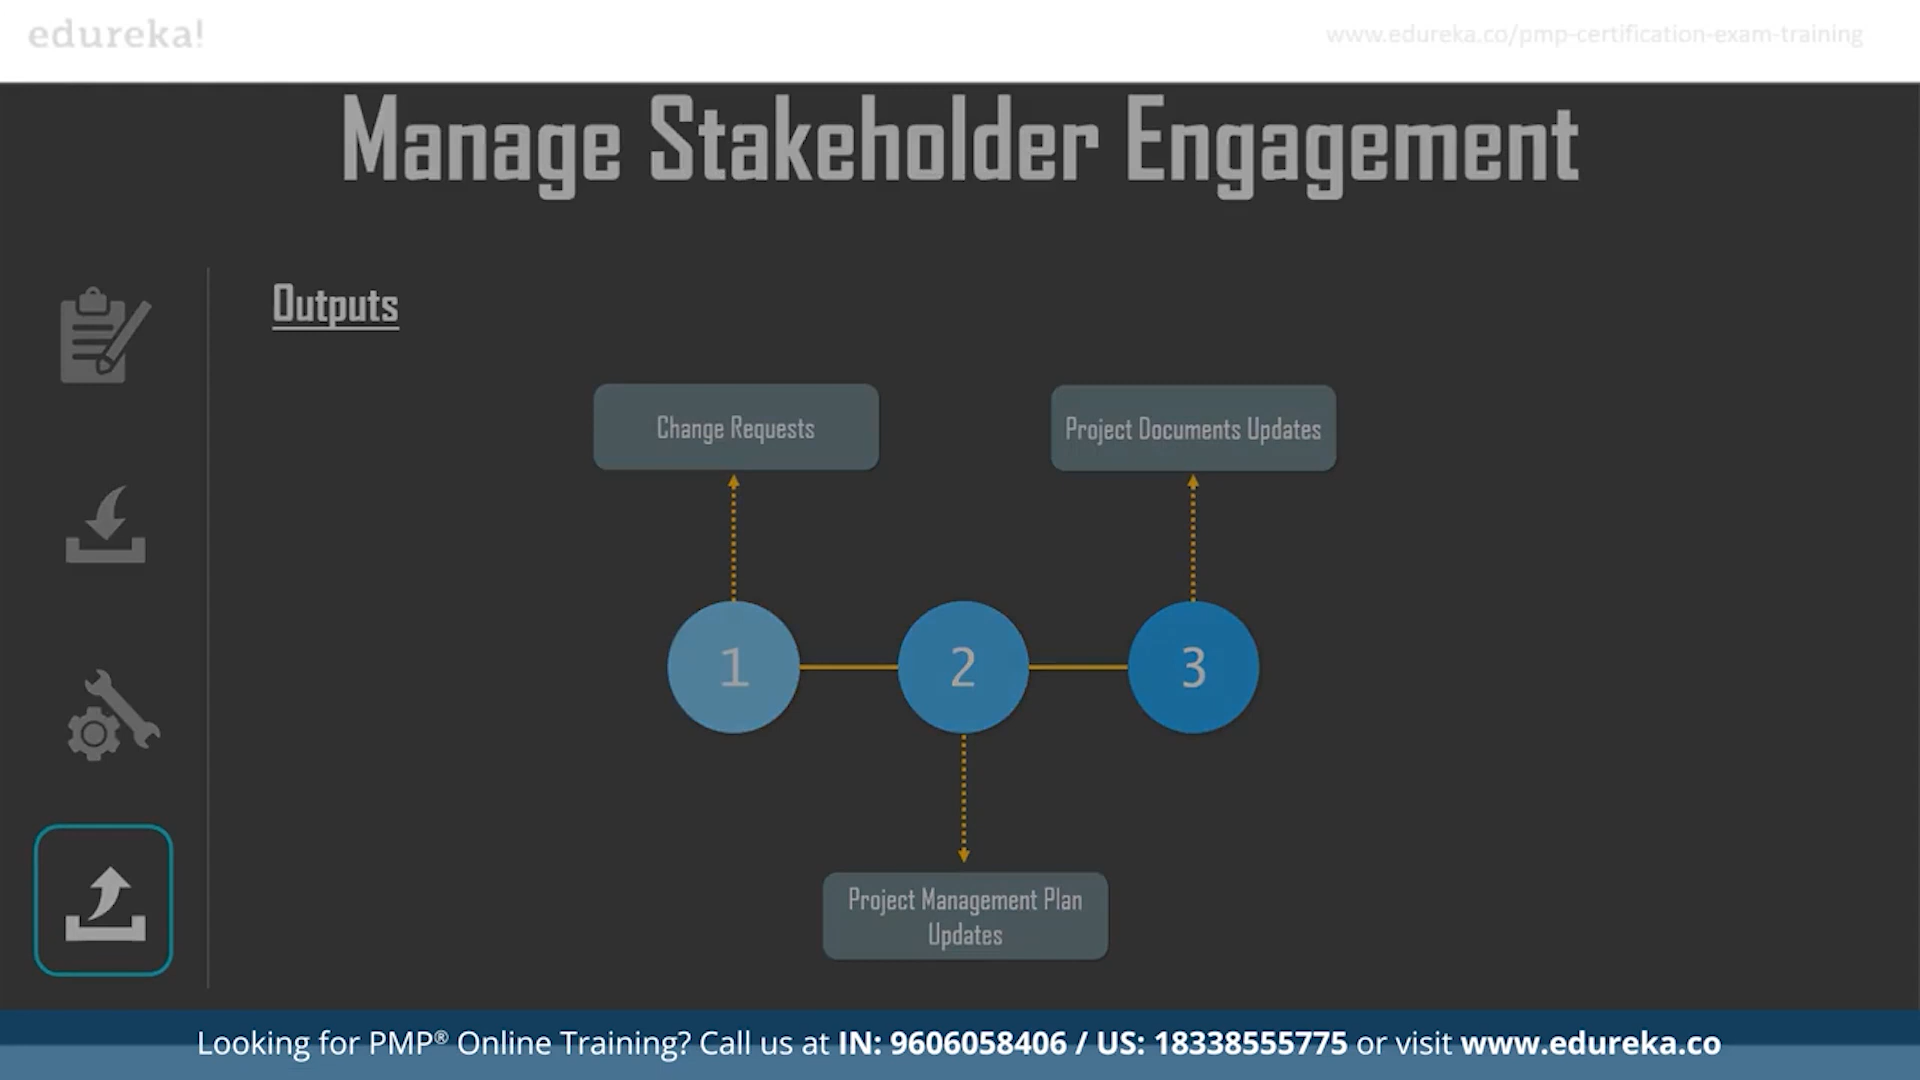 edureka!
www.edureka.co/pmp-certification-exam-training
Manage Stakeholder Engagement
Outputs
Change Requests
Project Documents Updates
1
2
3
Project Management Plan
Updates
Looking for PMP® Online Training? Call us at IN: 9606058406 / US: 18338555775 or visit www.edureka.co